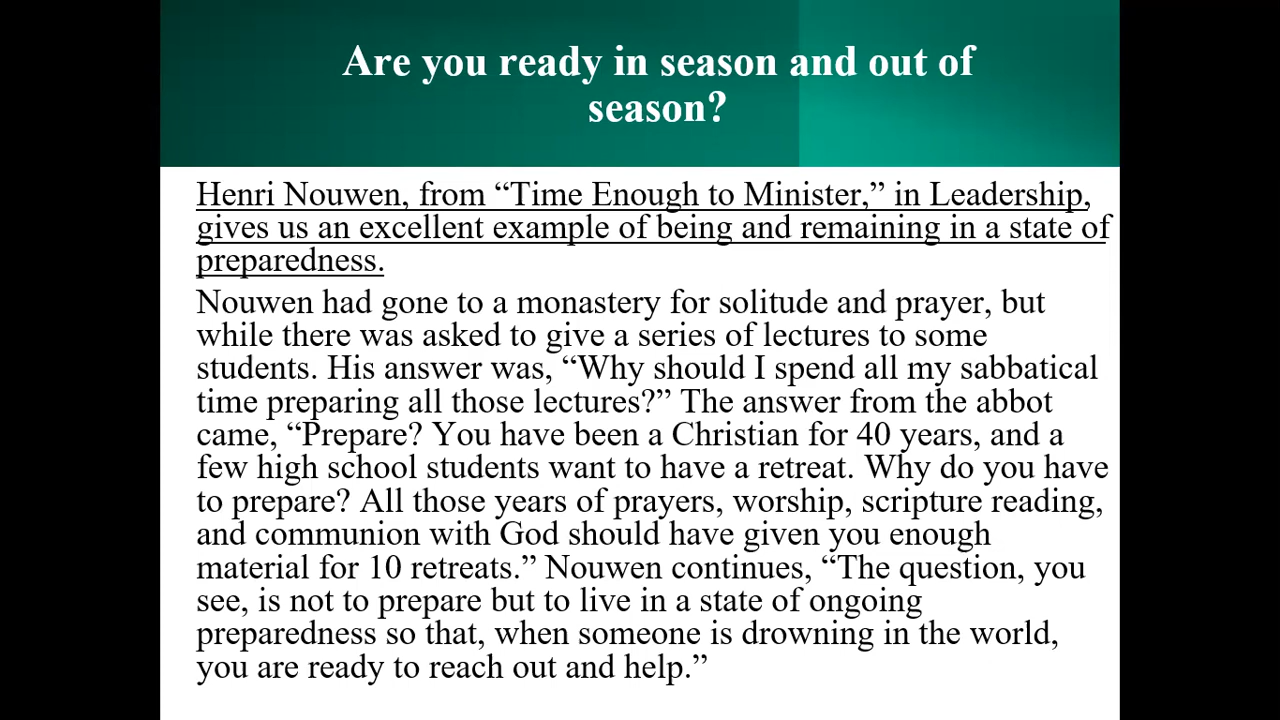 Are you ready in season and out of
season?
Henri Nouwen, from “Time Enough to Minister,” in Leadership,
gives us an excellent example of being and remaining in a state of
preparedness.
Nouwen had gone to a monastery for solitude and prayer, but
while there was asked to give a series of lectures to some
students. His answer was, “Why should I spend all my sabbatical
time preparing all those lectures?” The answer from the abbot
came, “Prepare? You have been a Christian for 40 years, and a
few high school students want to have a retreat. Why do you have
to prepare? All those years of prayers, worship, scripture reading,
and communion with God should have given you enough
material for 10 retreats.” Nouwen continues, “The question, you
see, is not to prepare but to live in a state of ongoing
preparedness so that, when someone is drowning in the world,
you are ready to reach out and help.”